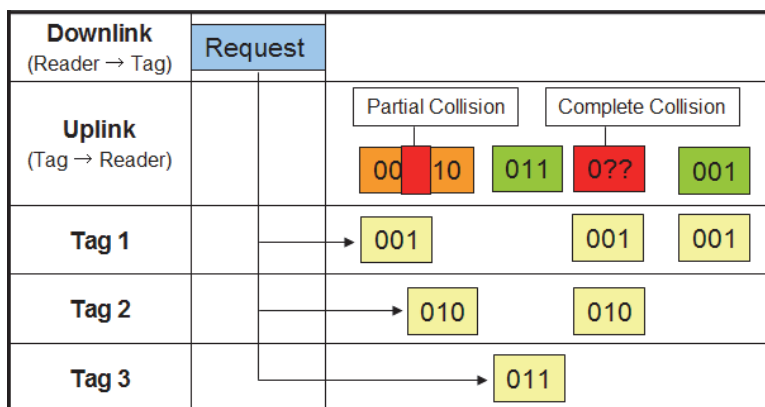 Downlink
(Reader → Tag)
Request
Partial Collision
Complete Collision
Uplink
(Tag → Reader)
00 10
011
0??
001
Tag 1
001
001
001
Tag 2
010
010
Tag 3
011